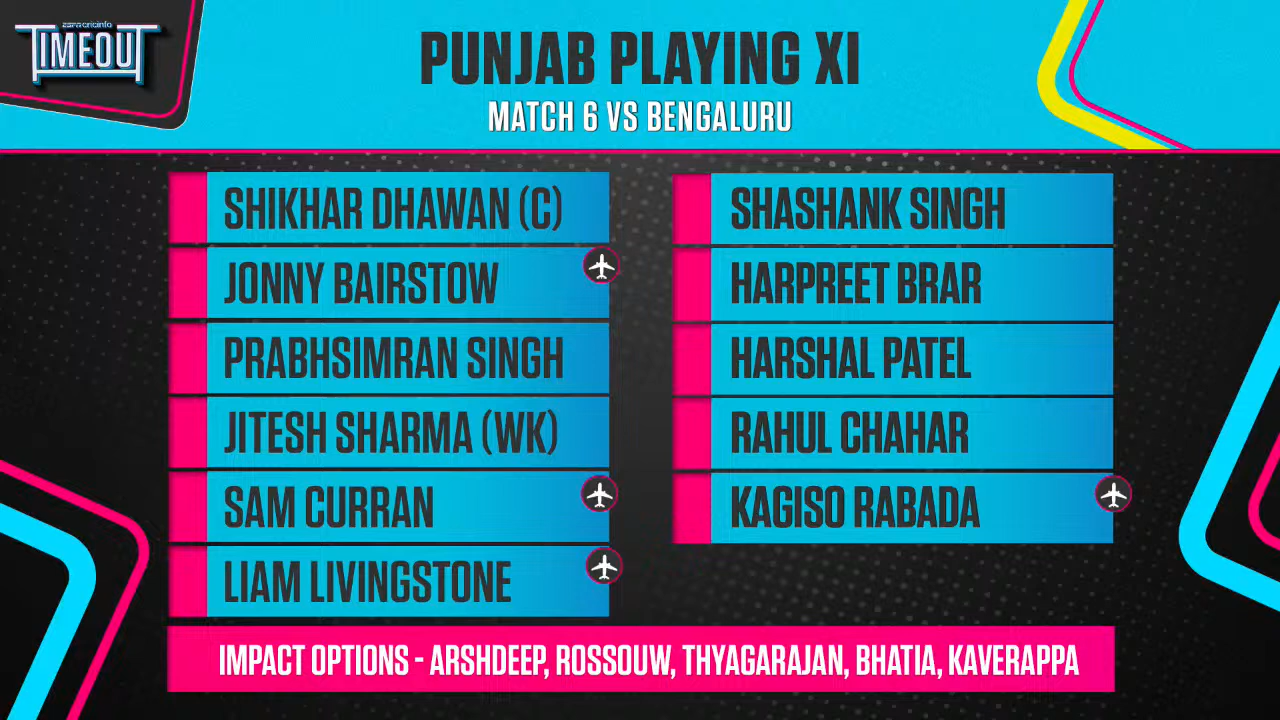 ESPN cricinfo
TIMEOUT
PUNJAB PLAYING XI
MATCH 6 VS BENGALURU
SHIKHAR DHAWAN (C)
JONNY BAIRSTOW
PRABHSIMRAN SINGH
JITESH SHARMA (WK)
SAM CURRAN
LIAM LIVINGSTONE
SHASHANK SINGH
HARPREET BRAR
HARSHAL PATEL
RAHUL CHAHAR
KAGISO RABADA
IMPACT OPTIONS - ARSHDEEP, ROSSOUW, THYAGARAJAN, BHATIA, KAVERAPPA